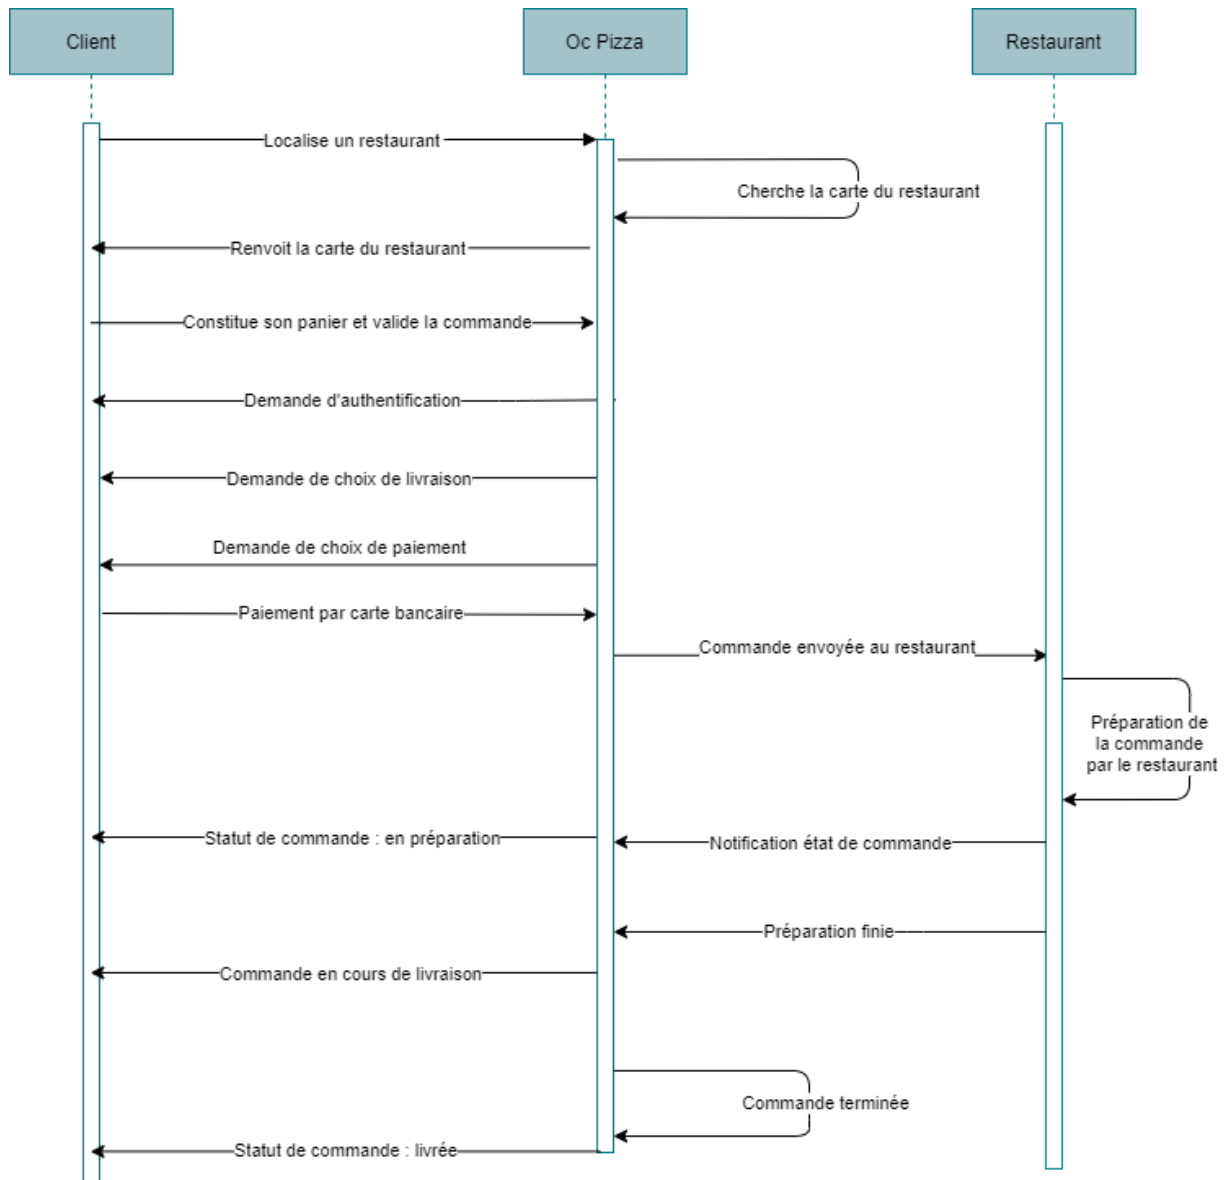 Client
Oc Pizza
Restaurant
Localise un restaurant
Cherche la carte du restaurant
Renvoit la carte du restaurant
Constitue son panier et valide la commande
Demande d'authentification
Demande de choix de livraison
Demande de choix de paiement
Paiement par carte bancaire
Commande envoyée au restaurant
Préparation de
la commande
par le restaurant
Statut de commande : en préparation
Notification état de commande
Préparation finie
Commande en cours de livraison
Commande terminée
Statut de commande : livrée